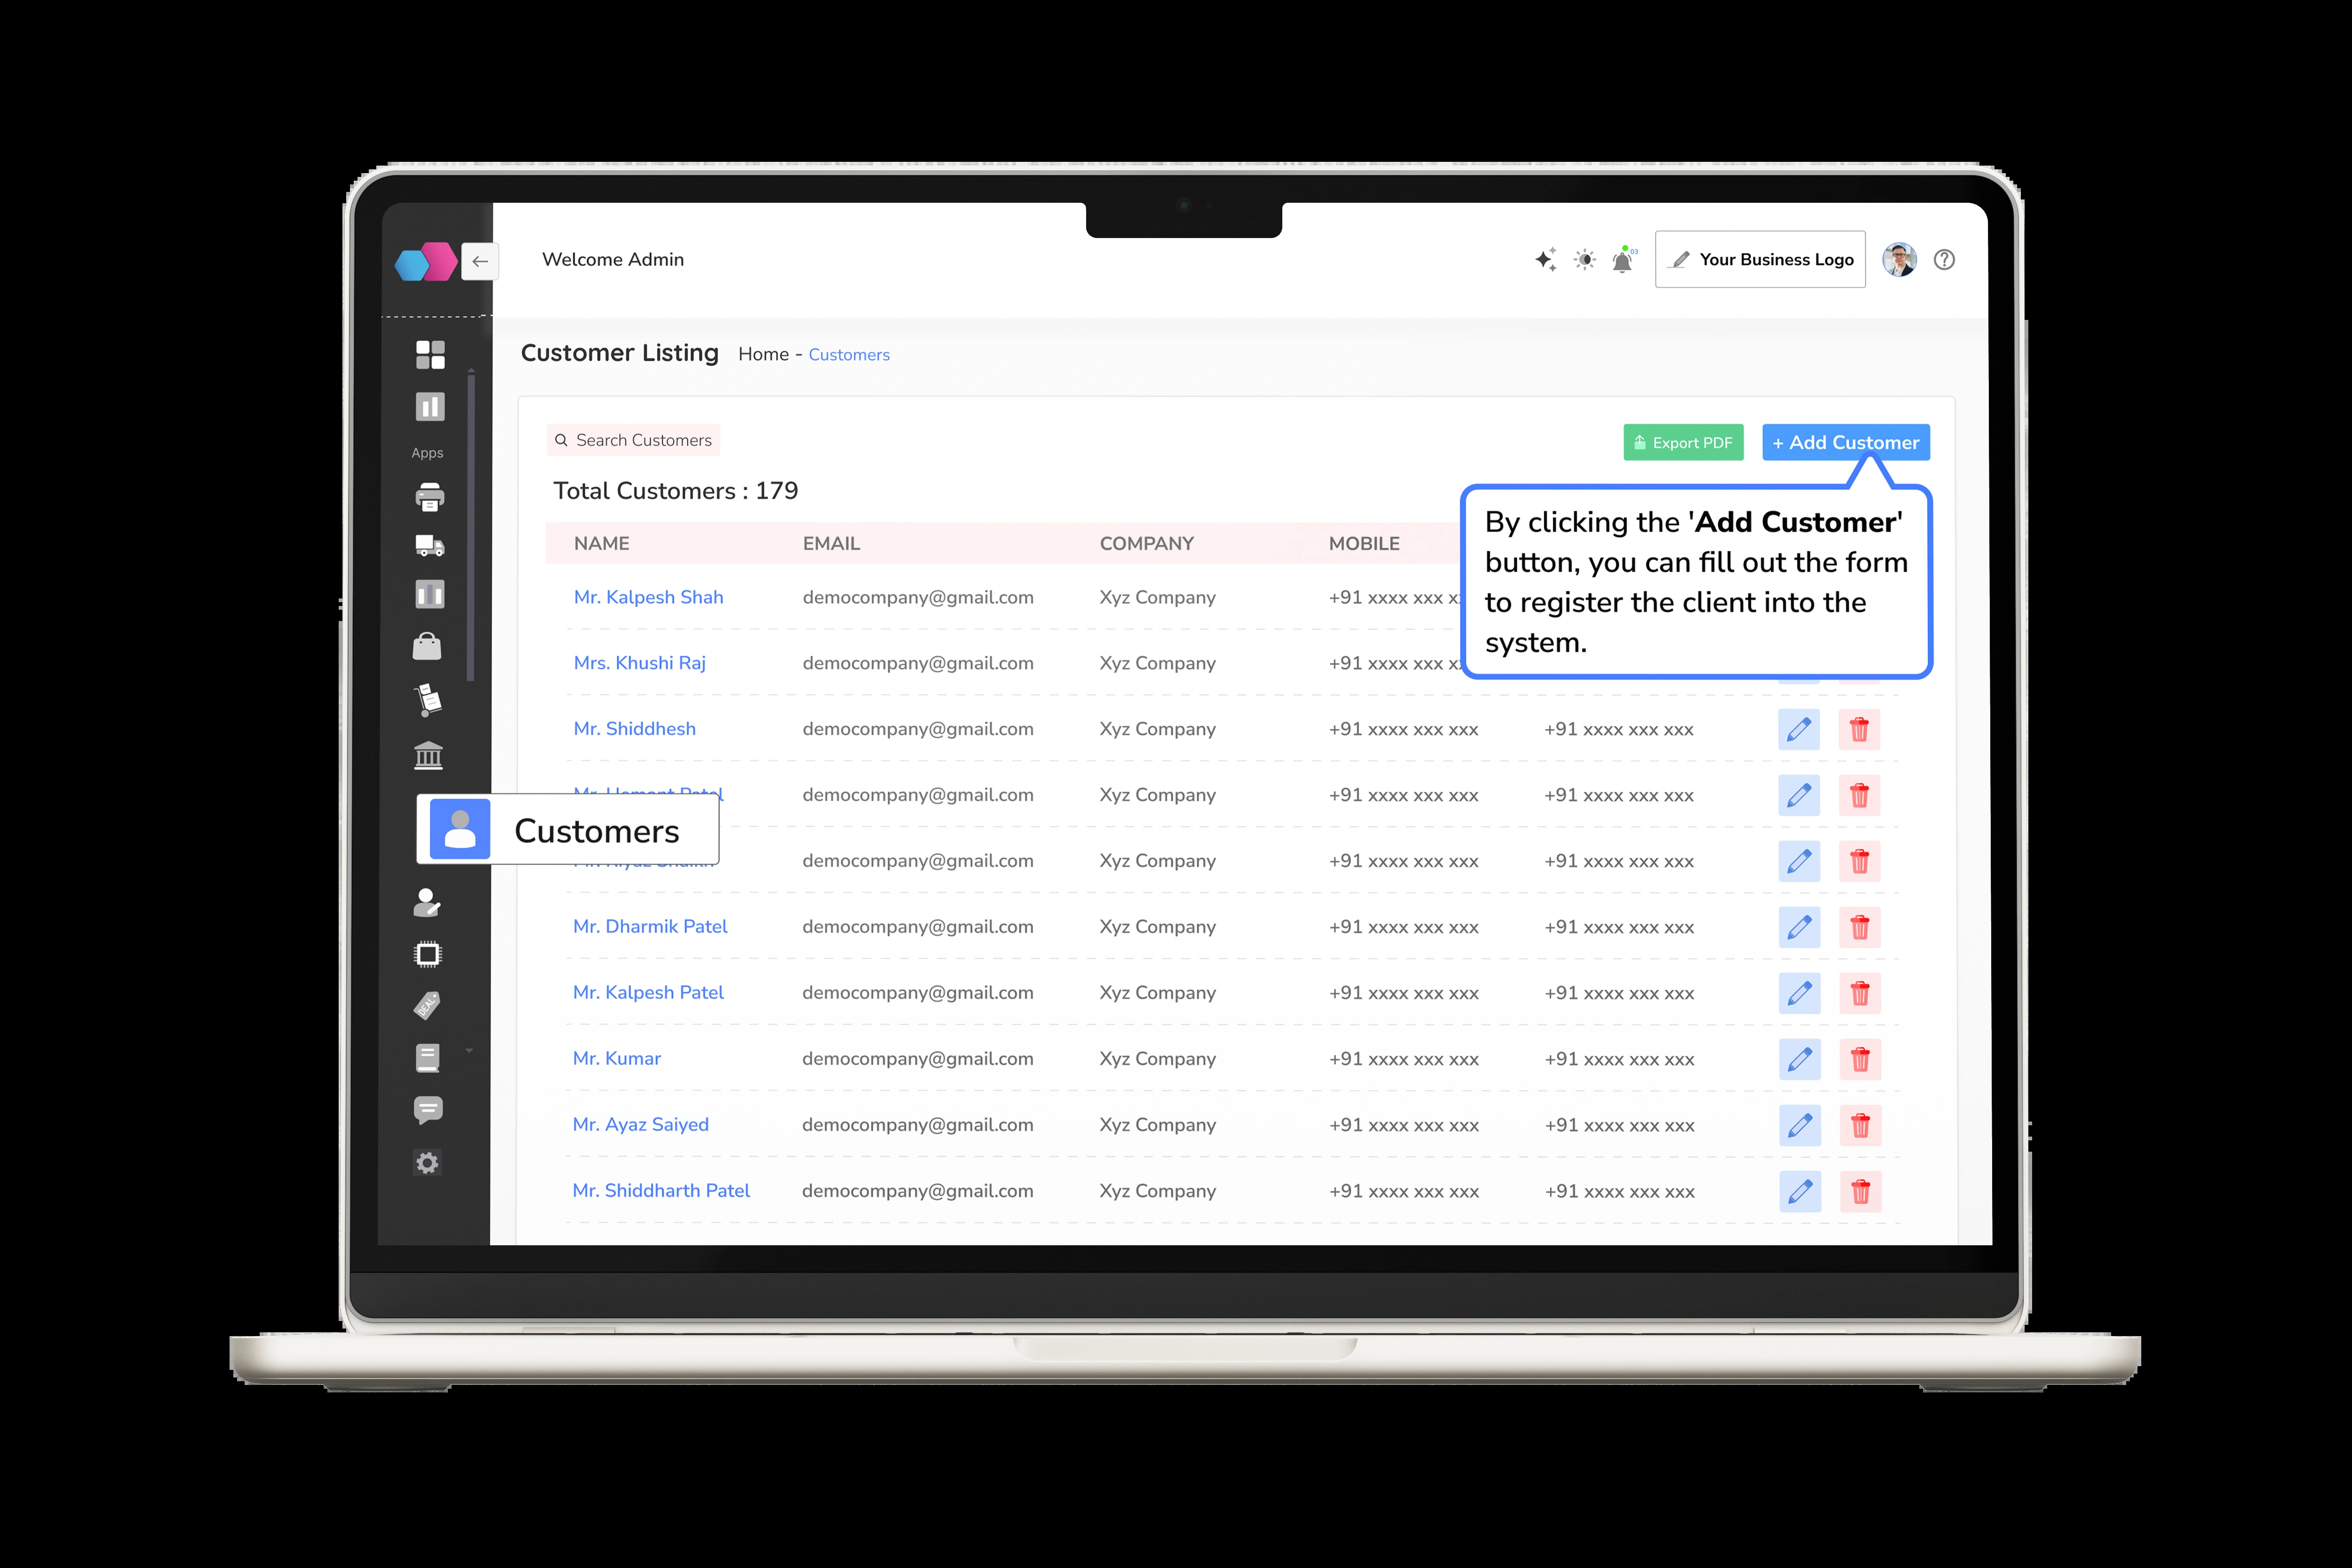 Welcome Admin
03
Your Business Logo
Customer Listing Home - Customers
Apps
Search Customers
Export PDF
+ Add Customer
Total Customers : 179
By clicking the 'Add Customer'
button, you can fill out the form
to register the client into the
system.
NAME EMAIL COMPANY MOBILE
Mr. Kalpesh Shah democompany@gmail.com Xyz Company +91 xxxx xxx
Mrs. Khushi Raj democompany@gmail.com Xyz Company +91 xxxx xxx
Mr. Shiddhesh democompany@gmail.com Xyz Company +91 xxxx xxx xxx +91 xxxx xxx xxx
Mr. Hemant Patel democompany@gmail.com Xyz Company +91 xxxx xxx xxx +91 xxxx xxx xxx
Customers
democompany@gmail.com Xyz Company +91 xxxx xxx xxx +91 xxxx xxx xxx
Mr. Dharmik Patel democompany@gmail.com Xyz Company +91 xxxx xxx xxx +91 xxxx xxx xxx
Mr. Kalpesh Patel democompany@gmail.com Xyz Company +91 xxxx xxx xxx +91 xxxx xxx xxx
Mr. Kumar democompany@gmail.com Xyz Company +91 xxxx xxx xxx +91 xxxx xxx xxx
Mr. Ayaz Saiyed democompany@gmail.com Xyz Company +91 xxxx xxx xxx +91 xxxx xxx xxx
Mr. Shiddharth Patel democompany@gmail.com Xyz Company +91 xxxx xxx xxx +91 xxxx xxx xxx
DEAL